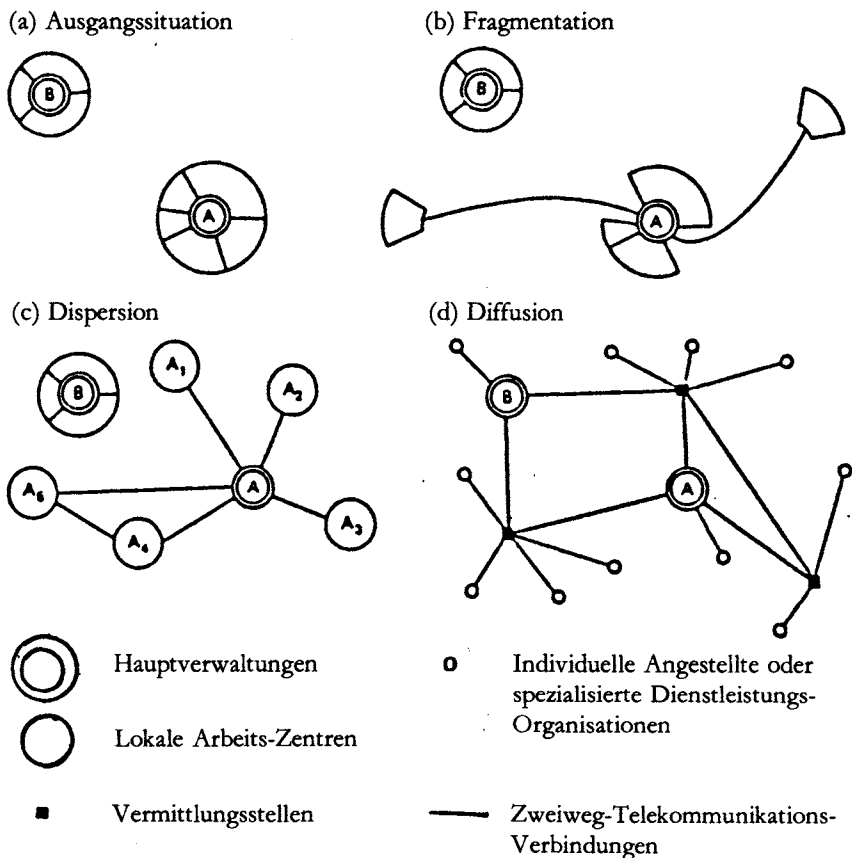 (a) Ausgangssituation
(b) Fragmentation
B
B
A
A
(c) Dispersion
(d) Diffusion
A₁
B
A₂
B
A₅
A
A
A₃
A₄
Hauptverwaltungen
Individuelle Angestellte oder
spezialisierte Dienstleistungs-
Organisationen
Lokale Arbeits-Zentren
Vermittlungsstellen
Zweiweg-Telekommunikations-
Verbindungen